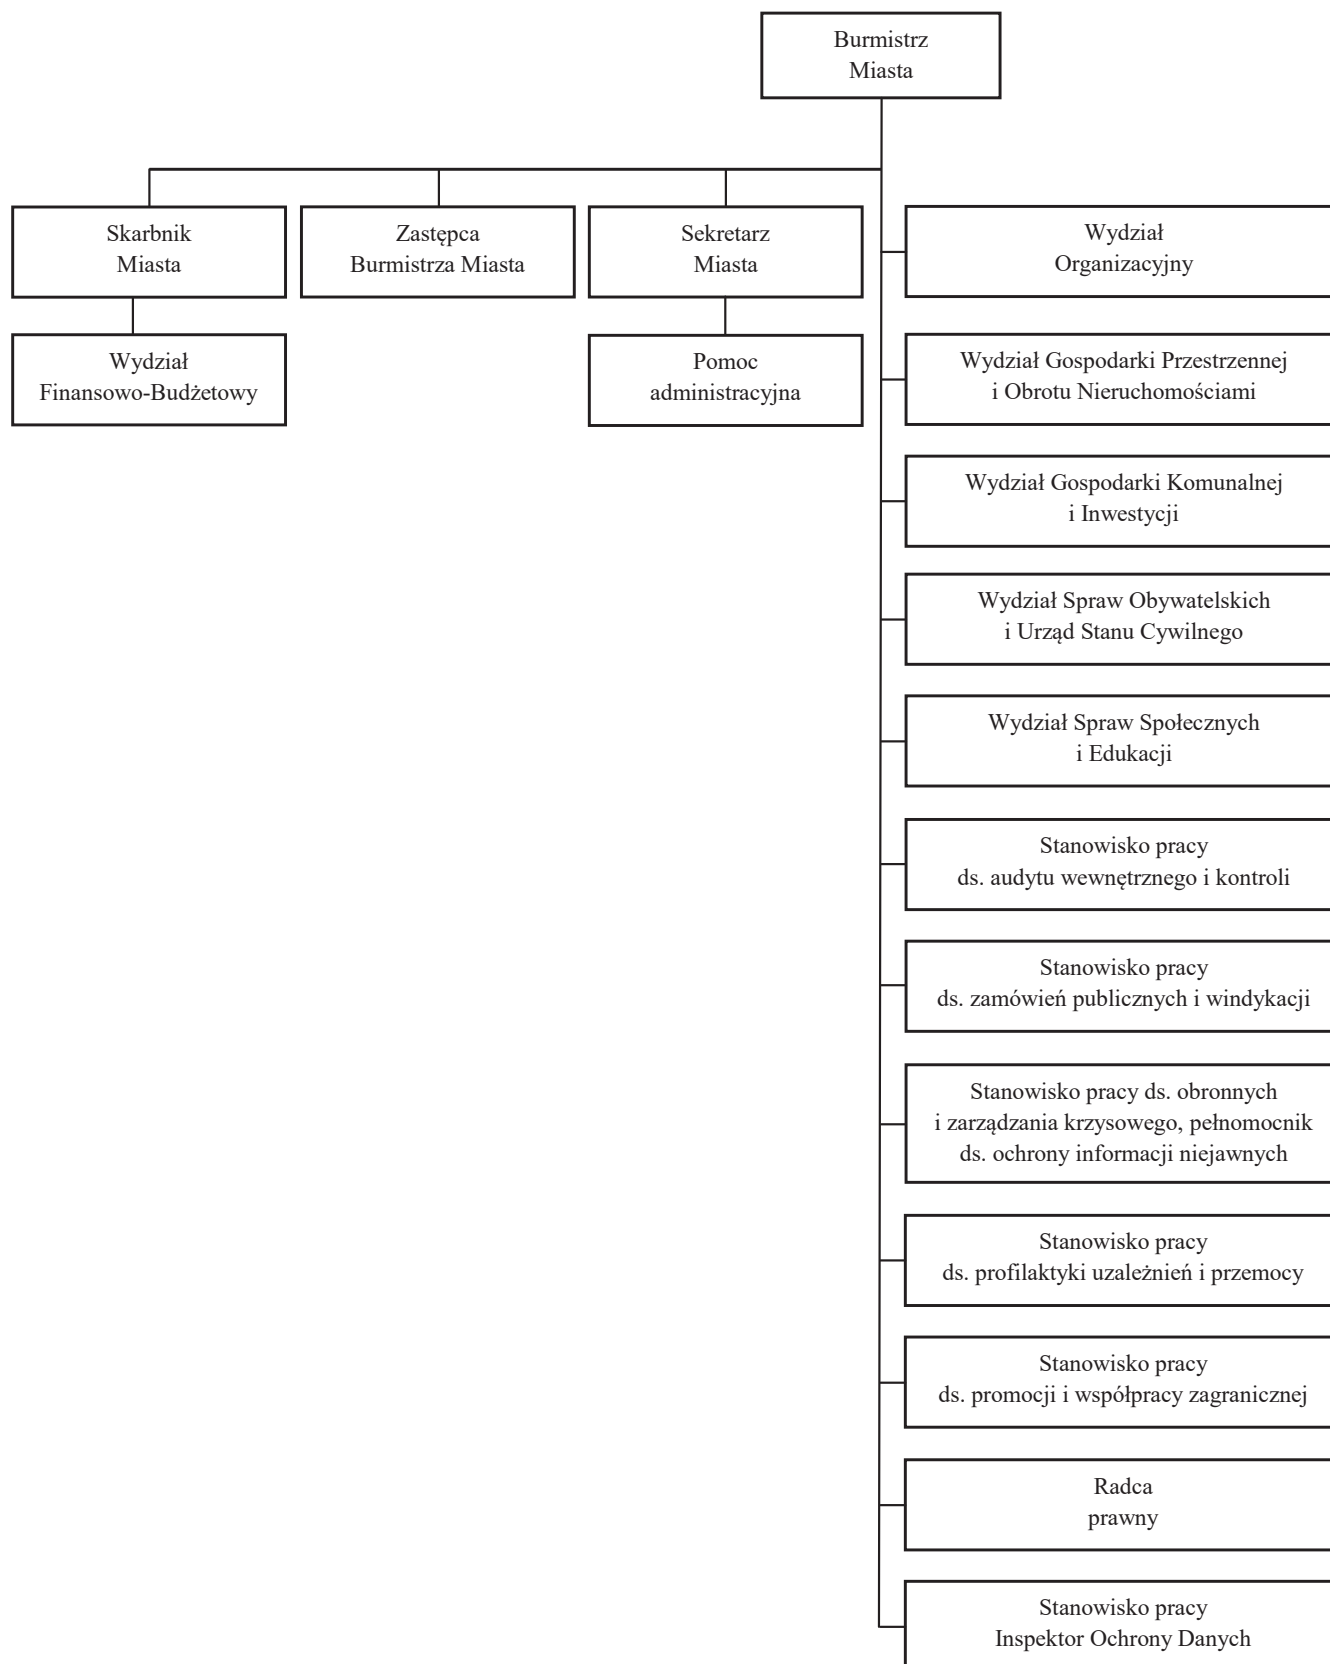 Burmistrz
Miasta
Skarbnik
Miasta
Zastępca
Burmistrza Miasta
Sekretarz
Miasta
Wydział
Organizacyjny
Wydział
Finansowo-Budżetowy
Pomoc
administracyjna
Wydział Gospodarki Przestrzennej
i Obrotu Nieruchomościami
Wydział Gospodarki Komunalnej
i Inwestycji
Wydział Spraw Obywatelskich
i Urząd Stanu Cywilnego
Wydział Spraw Społecznych
i Edukacji
Stanowisko pracy
ds. audytu wewnętrznego i kontroli
Stanowisko pracy
ds. zamówień publicznych i windykacji
Stanowisko pracy ds. obronnych
i zarządzania krzysowego, pełnomocnik
ds. ochrony informacji niejawnych
Stanowisko pracy
ds. profilaktyki uzależnień i przemocy
Stanowisko pracy
ds. promocji i współpracy zagranicznej
Radca
prawny
Stanowisko pracy
Inspektor Ochrony Danych